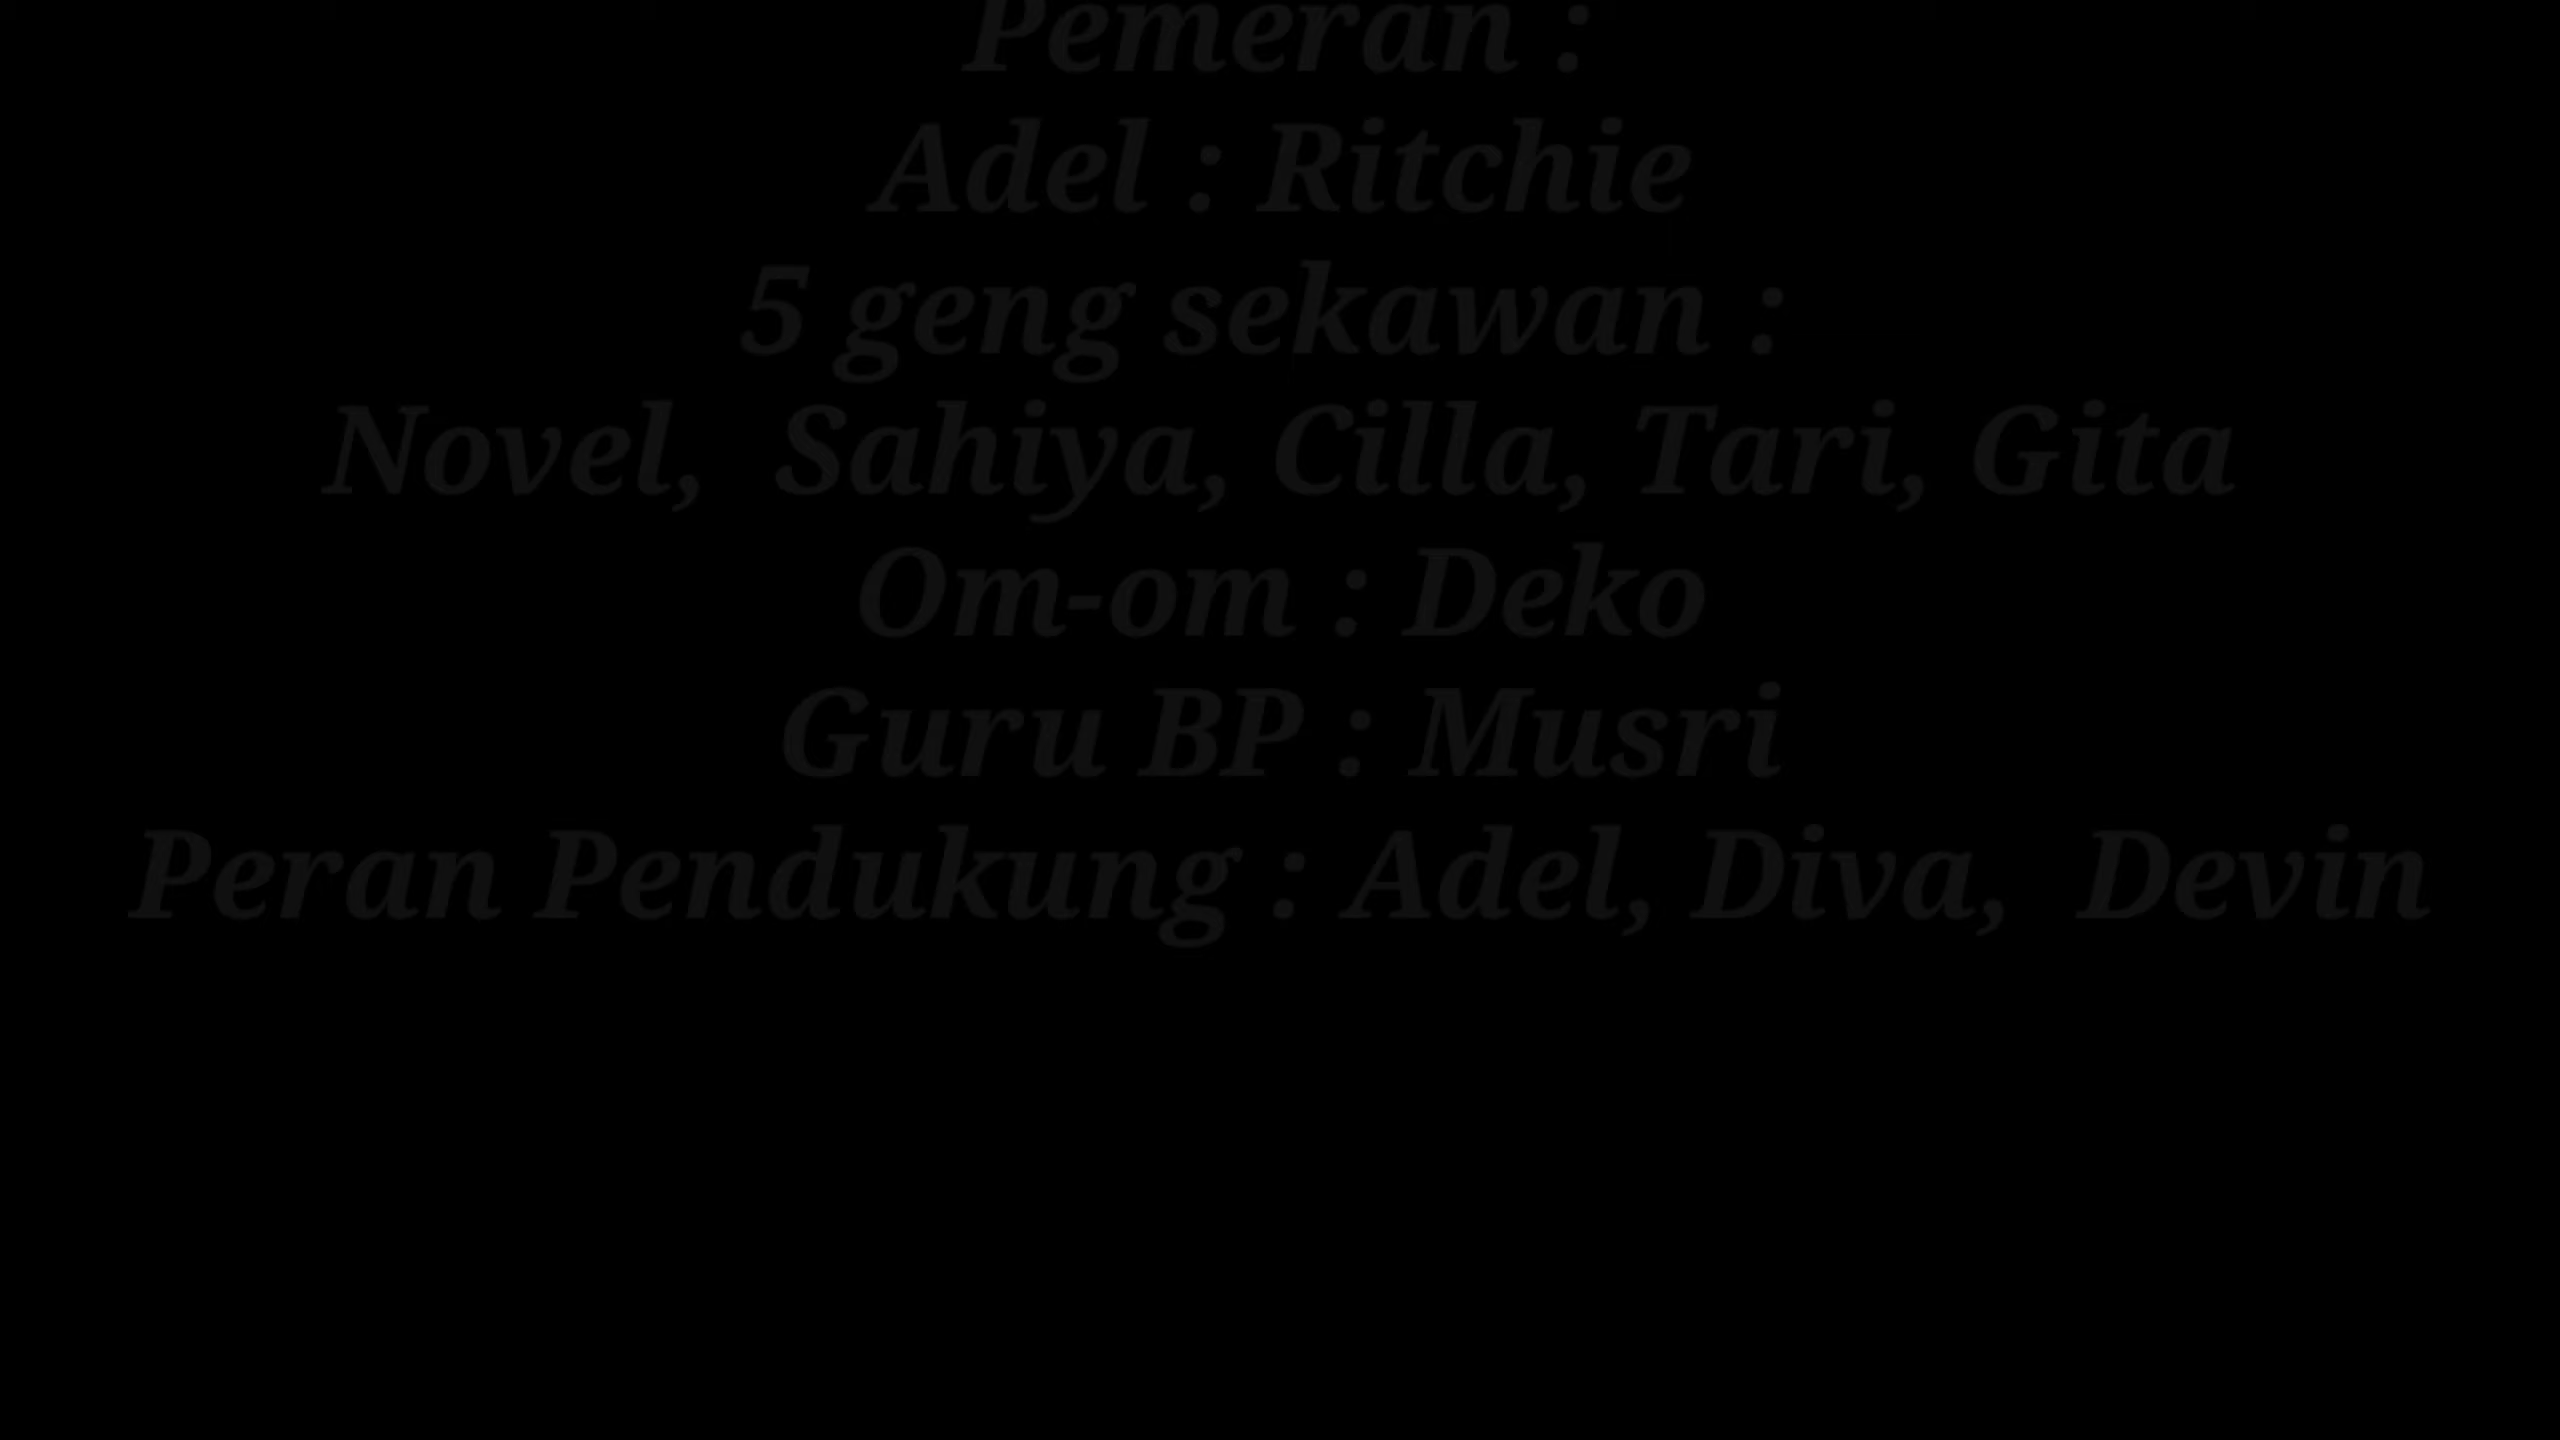 Pemeran :
Adel : Ritchie
5 geng sekawan :
Novel,  Sahiya, Cilla, Tari, Gita
Om-om : Deko
Guru BP : Musri
Peran Pendukung : Adel, Diva,  Devin